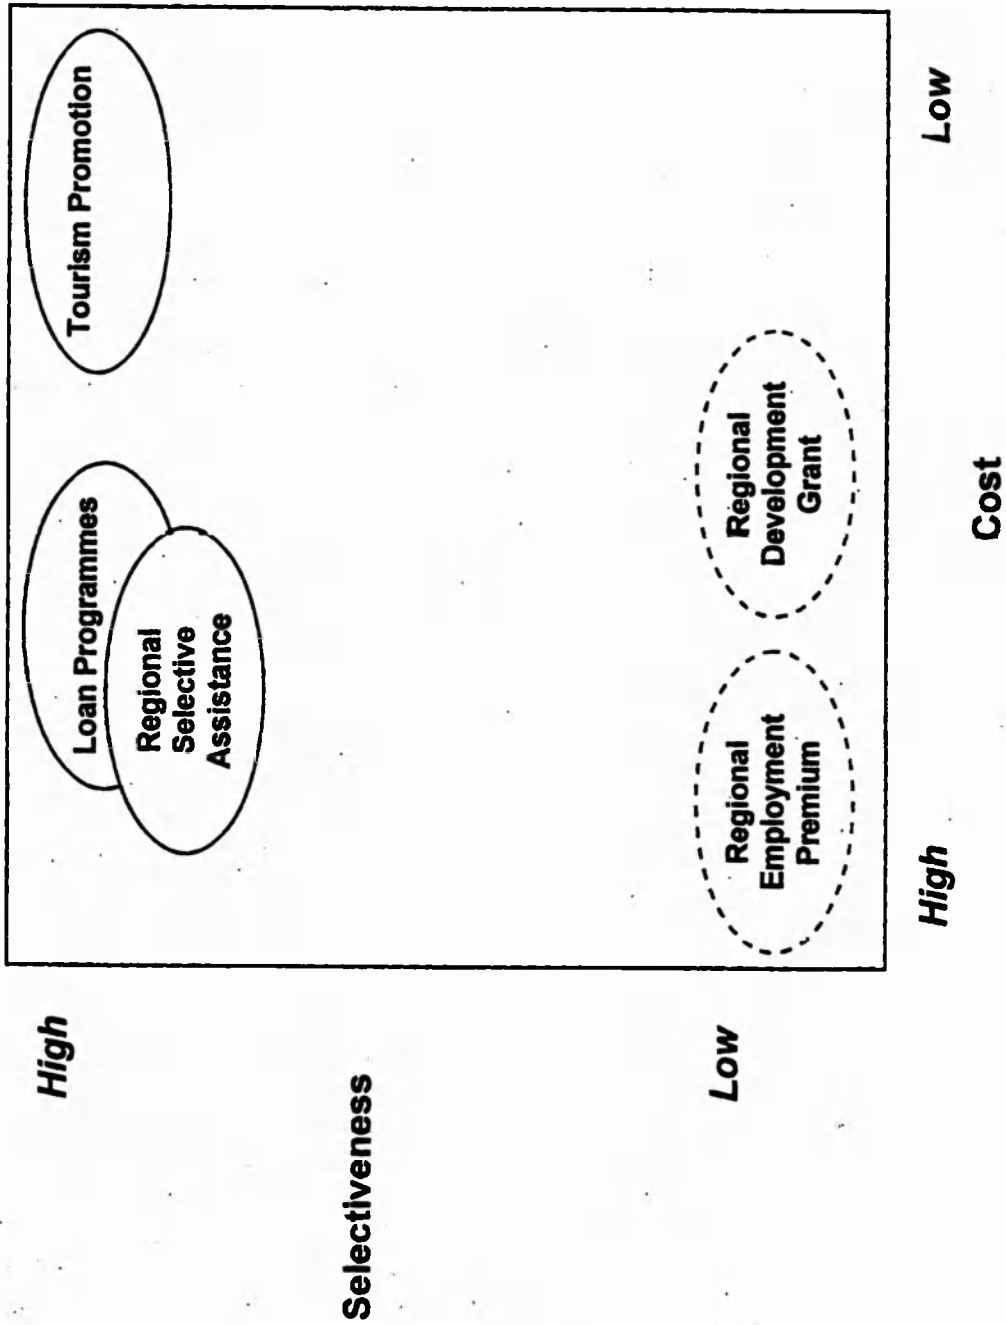 High
Loan Programmes
Regional
Selective
Assistance
Tourism Promotion
Selectiveness
Low
Regional
Employment
Premium
Regional
Development
Grant
High
Low
Cost